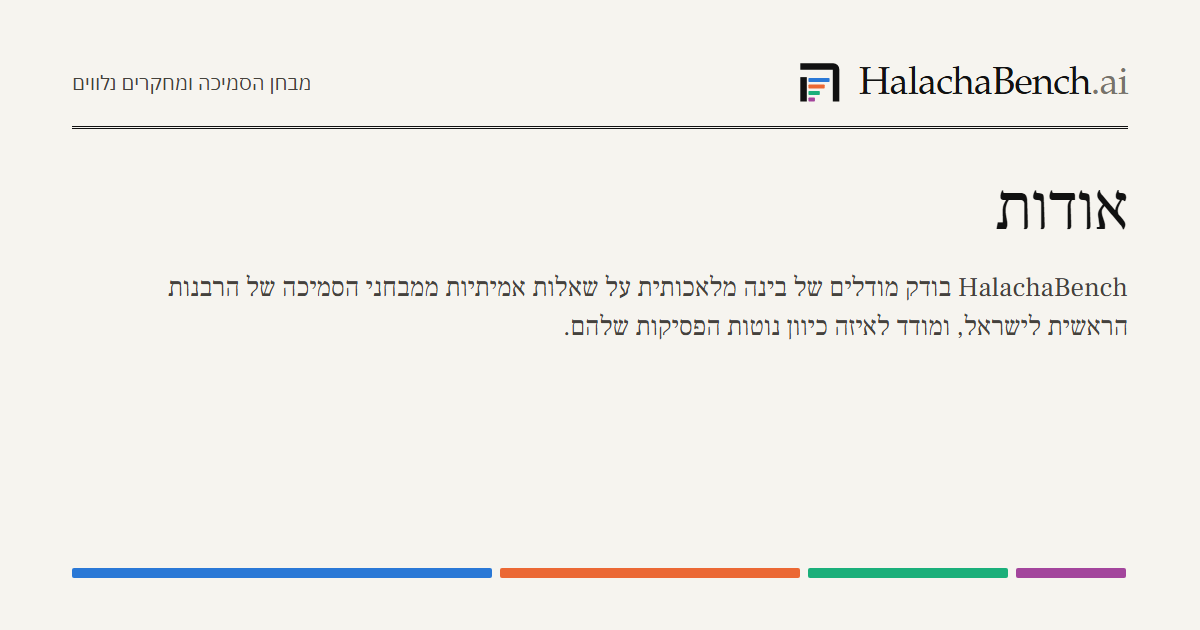 HalachaBench.ai
מבחן הסמיכה ומחקרים נלווים
אודות
HalachaBench בודק מודלים של בינה מלאכותית על שאלות אמיתיות ממבחני הסמיכה של הרבנות
הראשית לישראל, ומודד לאיזה כיוון נוטות הפסיקות שלהם.